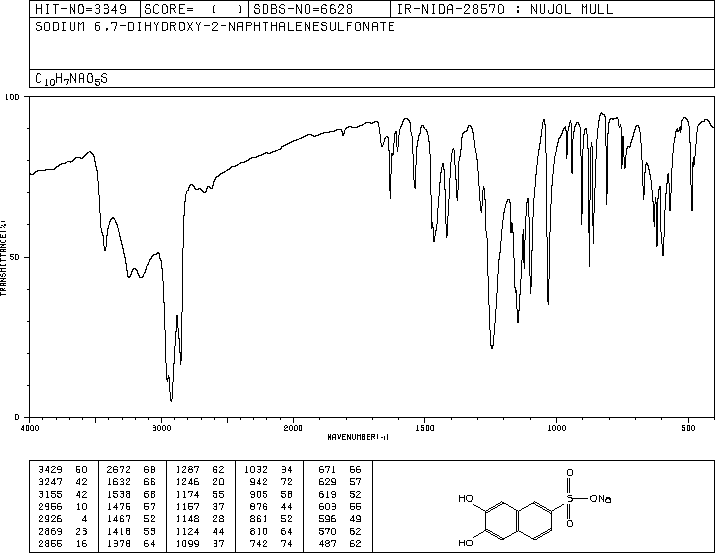 HIT-NO=3349 SCORE= ( ) SDBS-NO=6628 IR-NIDA-28570 : NUJOL MULL
SODIUM 6,7-DIHYDROXY-2-NAPHTHALENESULFONATE
C10H7NAO5S
100
50
0
TRANSMITTANCE(%)
4000 3000 2000 1500 1000 500
WAVENUMBER(-1)
3429 60 2672 68 1287 62 1032 34 671 66
3247 42 1632 66 1246 20 942 72 629 57
3155 42 1538 68 1174 55 905 58 619 52
2956 10 1476 57 1157 37 876 44 603 55
2926 4 1467 52 1148 28 861 52 596 49
2869 23 1418 55 1124 44 810 64 570 62
2855 16 1378 64 1099 37 742 74 487 62
O
HO S ONa
O
HO